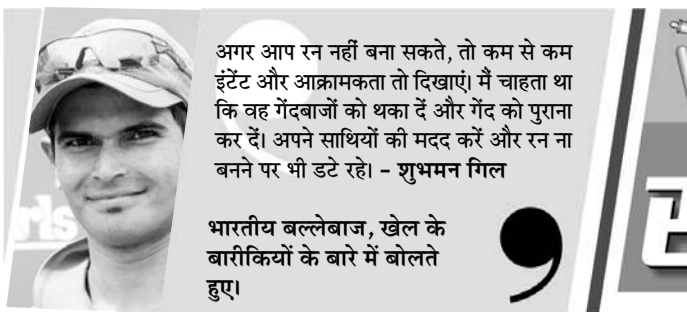 अगर आप रन नहीं बना सकते, तो कम से कम
इंटेंट और आक्रामकता तो दिखाएं। मैं चाहता था
कि वह गेंदबाजों को थका दें और गेंद को पुराना
कर दें। अपने साथियों की मदद करें और रन ना
बनने पर भी डटे रहे। – शुभमन गिल
भारतीय बल्लेबाज, खेल के
बारीकियों के बारे में बोलते
हुए।